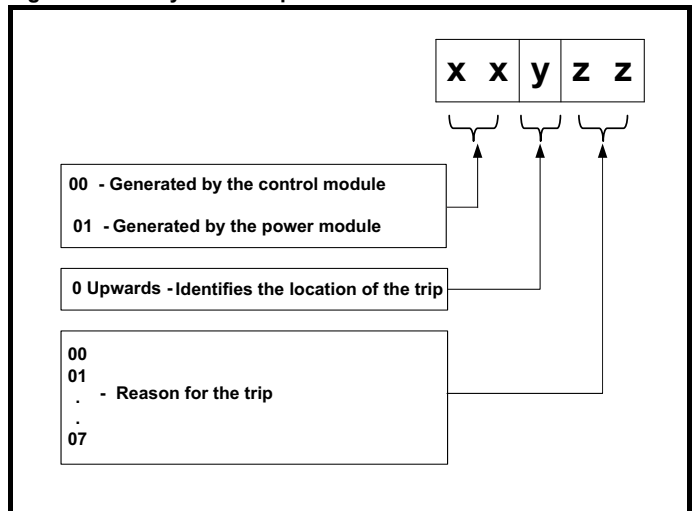 x x y z z
00 - Generated by the control module
01 - Generated by the power module
0 Upwards - Identifies the location of the trip
00
01
.
- Reason for the trip
.
07